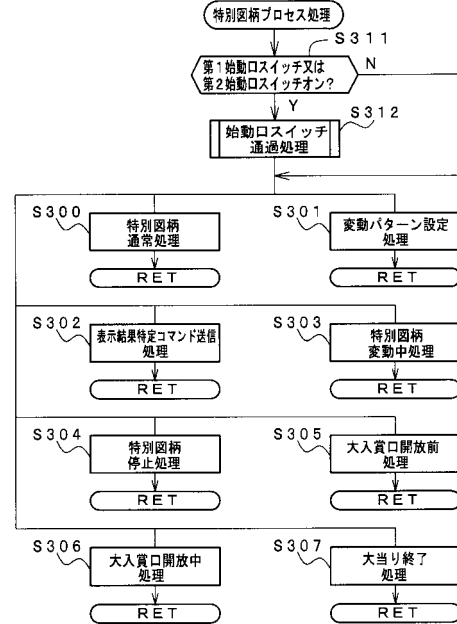 特別図柄プロセス処理
S311
第1始動口スイッチ又は
第2始動口スイッチオン?
N
Y
S312
始動口スイッチ
通過処理
S300
特別図柄
通常処理
RET
S301
変動パターン設定
処理
RET
S302
表示結果特定コマンド送信
処理
RET
S303
特別図柄
変動中処理
RET
S304
特別図柄
停止処理
RET
S305
大入賞口開放前
処理
RET
S306
大入賞口開放中
処理
RET
S307
大当り終了
処理
RET